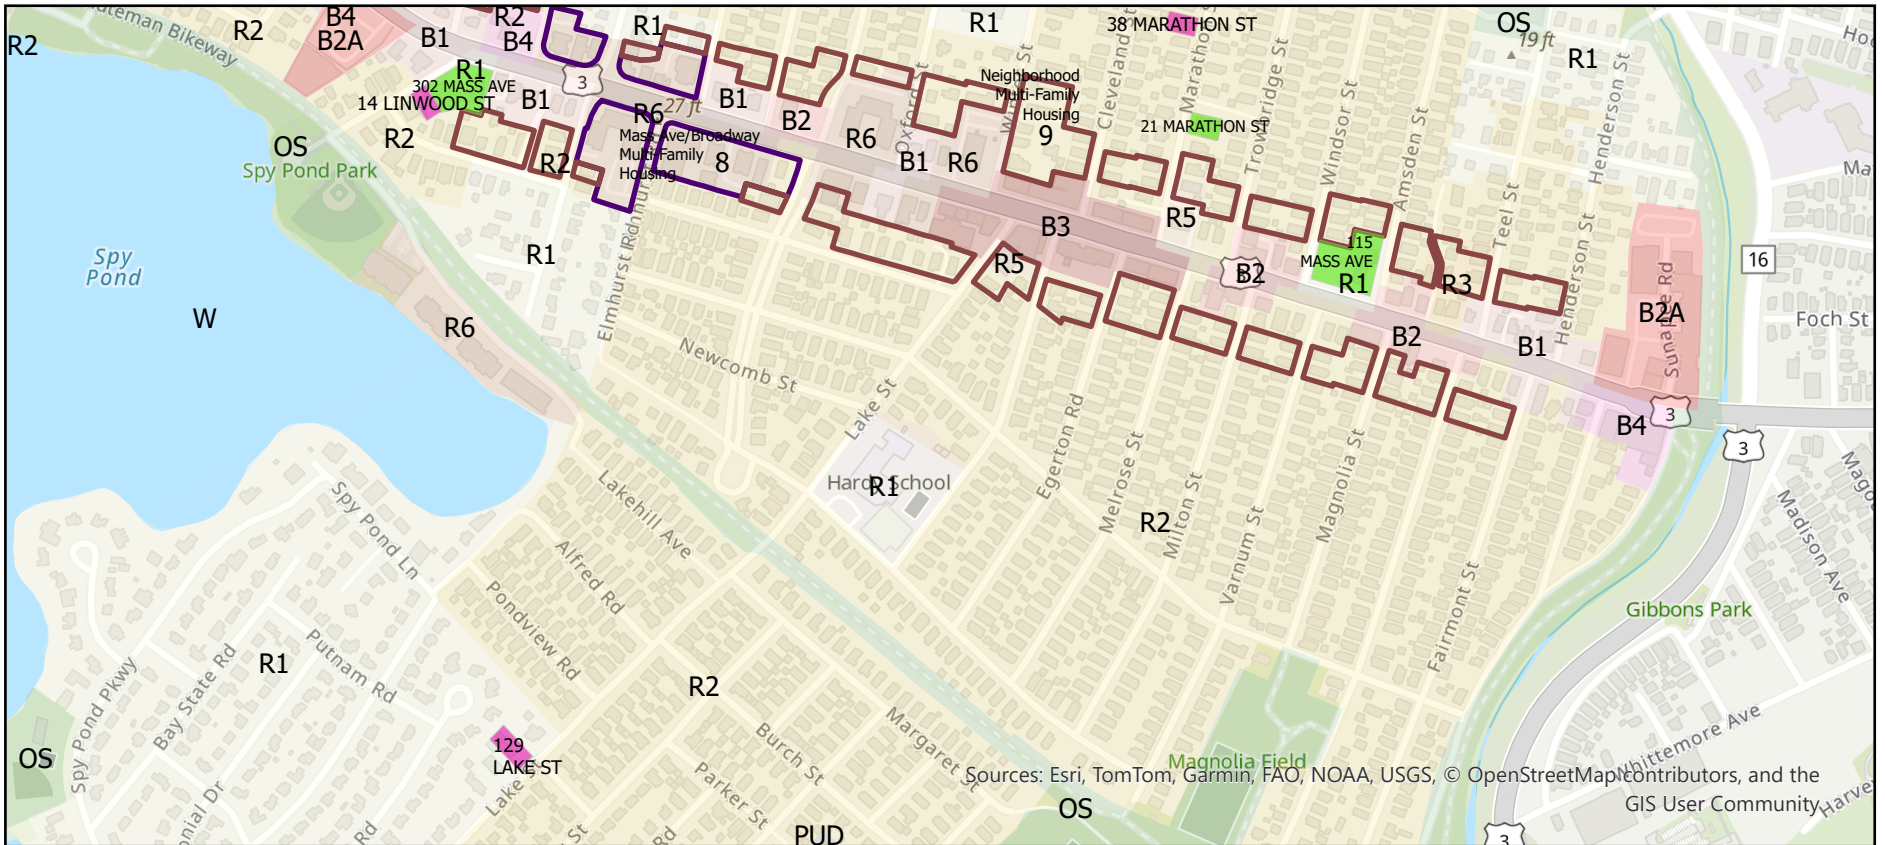 R2
R2
B4
B2A
B1
R2
B4
R1
R1
38 MARATHON ST
OS
19 ft
R1
R1
302 MASS AVE
14 LINWOOD ST
B1
3
27 ft
R6
B1
B2
Mass Ave/Broadway
Multi-Family
Housing
8
R6
Oxford St
B1
R6
Neighborhood
Multi-Family
Housing
9
Cleveland St
Marathon St
21 MARATHON ST
Trowbridge St
Windsor St
Amsden St
Henderson St
Teel St
Henderson St
OS
Spy Pond Park
R2
R2
R1
Spy
Pond
W
R6
Elmhurst Rd
R5
B3
R5
B2
115
MASS AVE
R1
R3
B2A
Sunapee Rd
16
Foch St
B2
B1
B4
3
3
Newcomb St
Lake St
Hardy School
R1
Egerton Rd
Melrose St
Milton St
R2
Varnum St
Magnolia St
Fairmont St
Madison Ave
Gibbons Park
Spy Pond Ln
Lakehill Ave
Alfred Rd
Pondview Rd
R1
Putnam Rd
Bay State Rd
Spy Pond Pkwy
OS
129
LAKE ST
R2
Burch St
Margaret St
Parker St
PUD
OS
Magnolia Field
Whittemore Ave
Sources: Esri, TomTom, Garmin, FAO, NOAA, USGS, © OpenStreetMap contributors, and the
GIS User Community
3